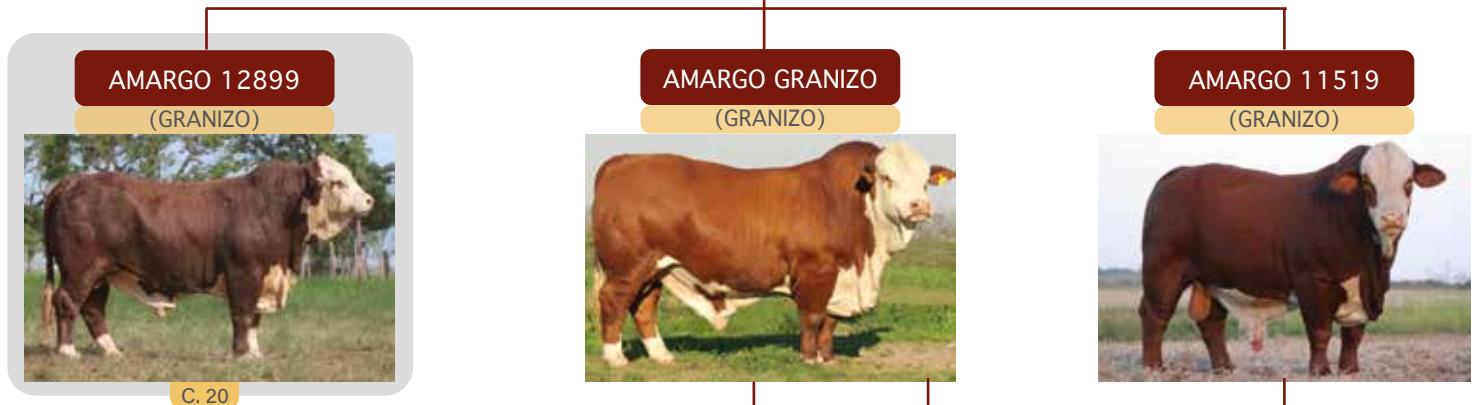 AMARGO 12899
(GRANIZO)
C. 20
AMARGO GRANIZO
(GRANIZO)
AMARGO 11519
(GRANIZO)